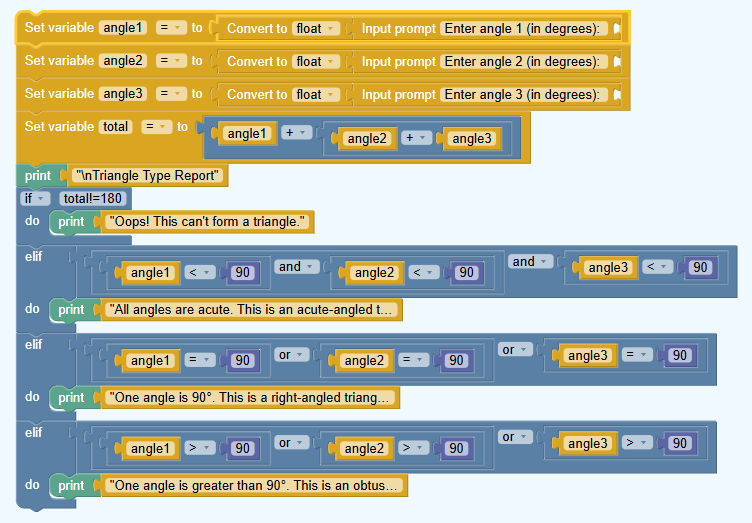 Set variable angle1 = to Convert to float Input prompt Enter angle 1 (in degrees):
Set variable angle2 = to Convert to float Input prompt Enter angle 2 (in degrees):
Set variable angle3 = to Convert to float Input prompt Enter angle 3 (in degrees):
Set variable total = to angle1 + angle2 + angle3
print "\nTriangle Type Report"
if total!=180
do print "Oops! This can't form a triangle."
elif angle1 < 90 and angle2 < 90 and angle3 < 90
do print "All angles are acute. This is an acute-angled t...
elif angle1 = 90 or angle2 = 90 or angle3 = 90
do print "One angle is 90°. This is a right-angled triang...
elif angle1 > 90 or angle2 > 90 or angle3 > 90
do print "One angle is greater than 90°. This is an obtus...